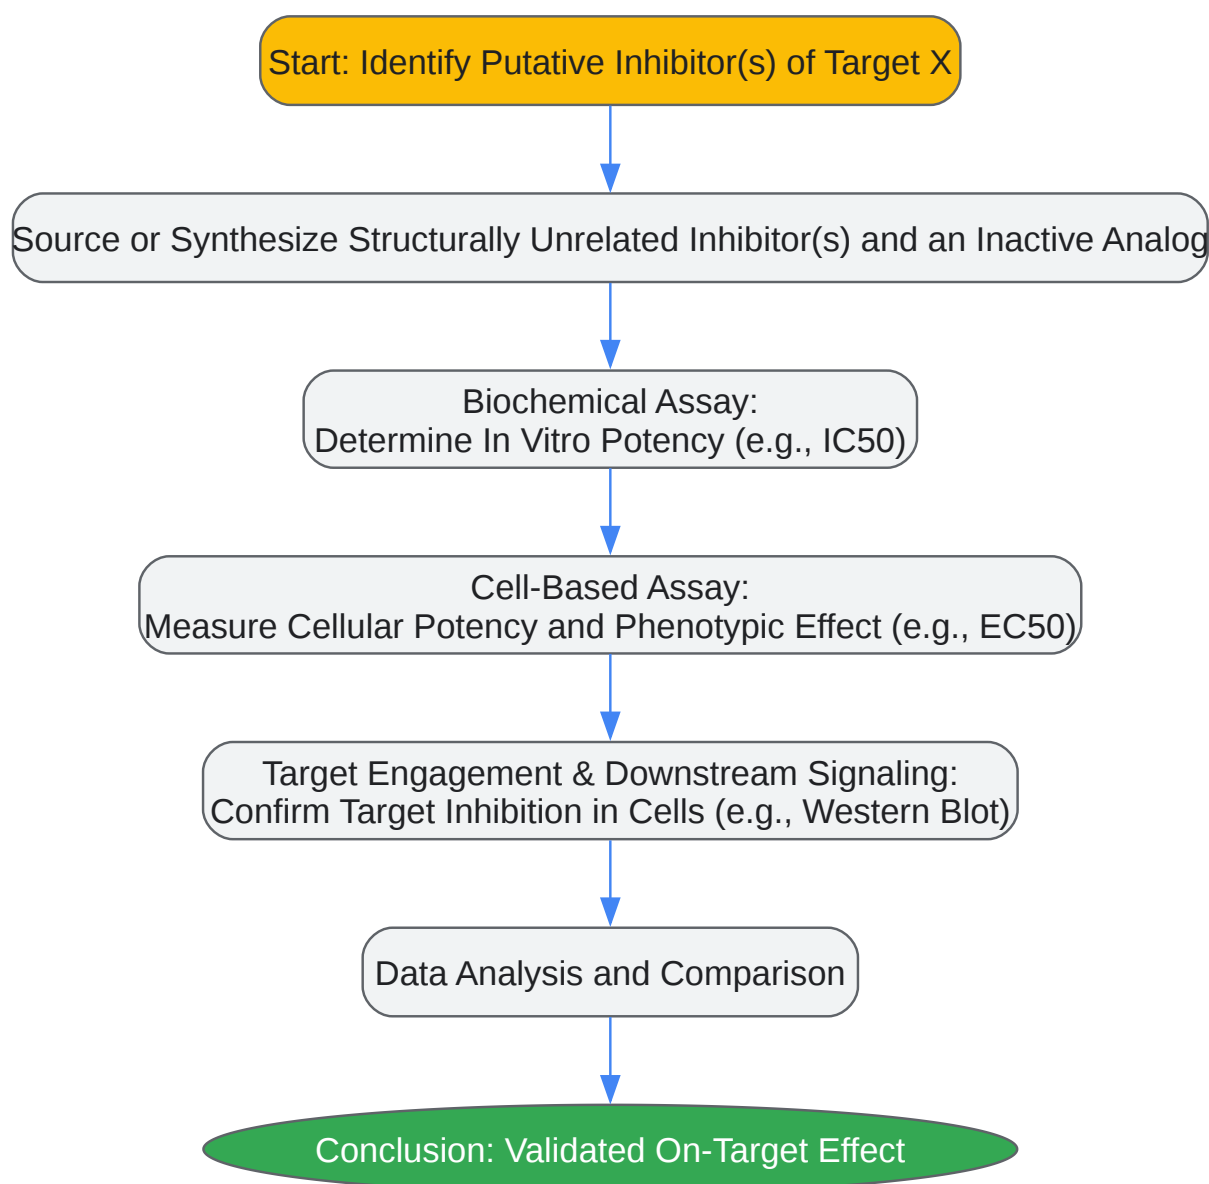 Start: Identify Putative Inhibitor(s) of Target X
Source or Synthesize Structurally Unrelated Inhibitor(s) and an Inactive Analog
Biochemical Assay:
Determine In Vitro Potency (e.g., IC50)
Cell-Based Assay:
Measure Cellular Potency and Phenotypic Effect (e.g., EC50)
Target Engagement & Downstream Signaling:
Confirm Target Inhibition in Cells (e.g., Western Blot)
Data Analysis and Comparison
Conclusion: Validated On-Target Effect